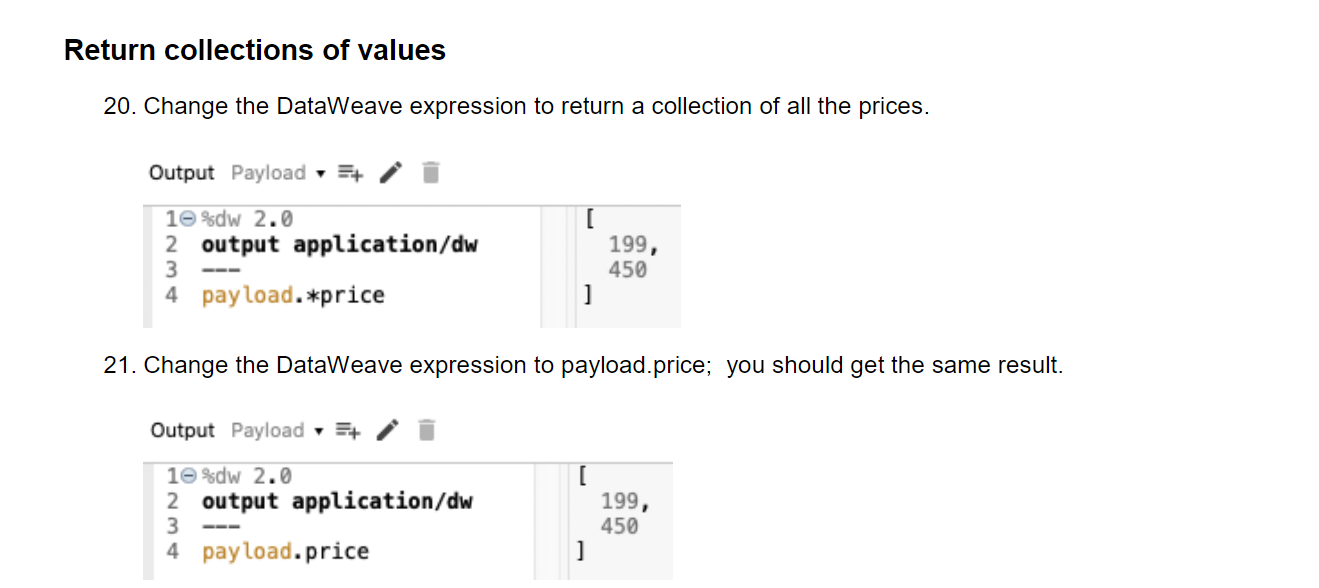 Return collections of values
20. Change the DataWeave expression to return a collection of all the prices.
Output Payload
1 %dw 2.0
2 output application/dw
3 ---
4 payload.*price
[
199,
450
]
21. Change the DataWeave expression to payload.price;  you should get the same result.
Output Payload
1 %dw 2.0
2 output application/dw
3 ---
4 payload.price
[
199,
450
]